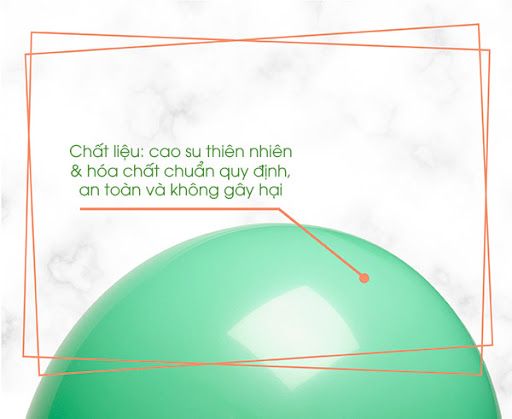 Chất liệu: cao su thiên nhiên
& hóa chất chuẩn quy định,
an toàn và không gây hại